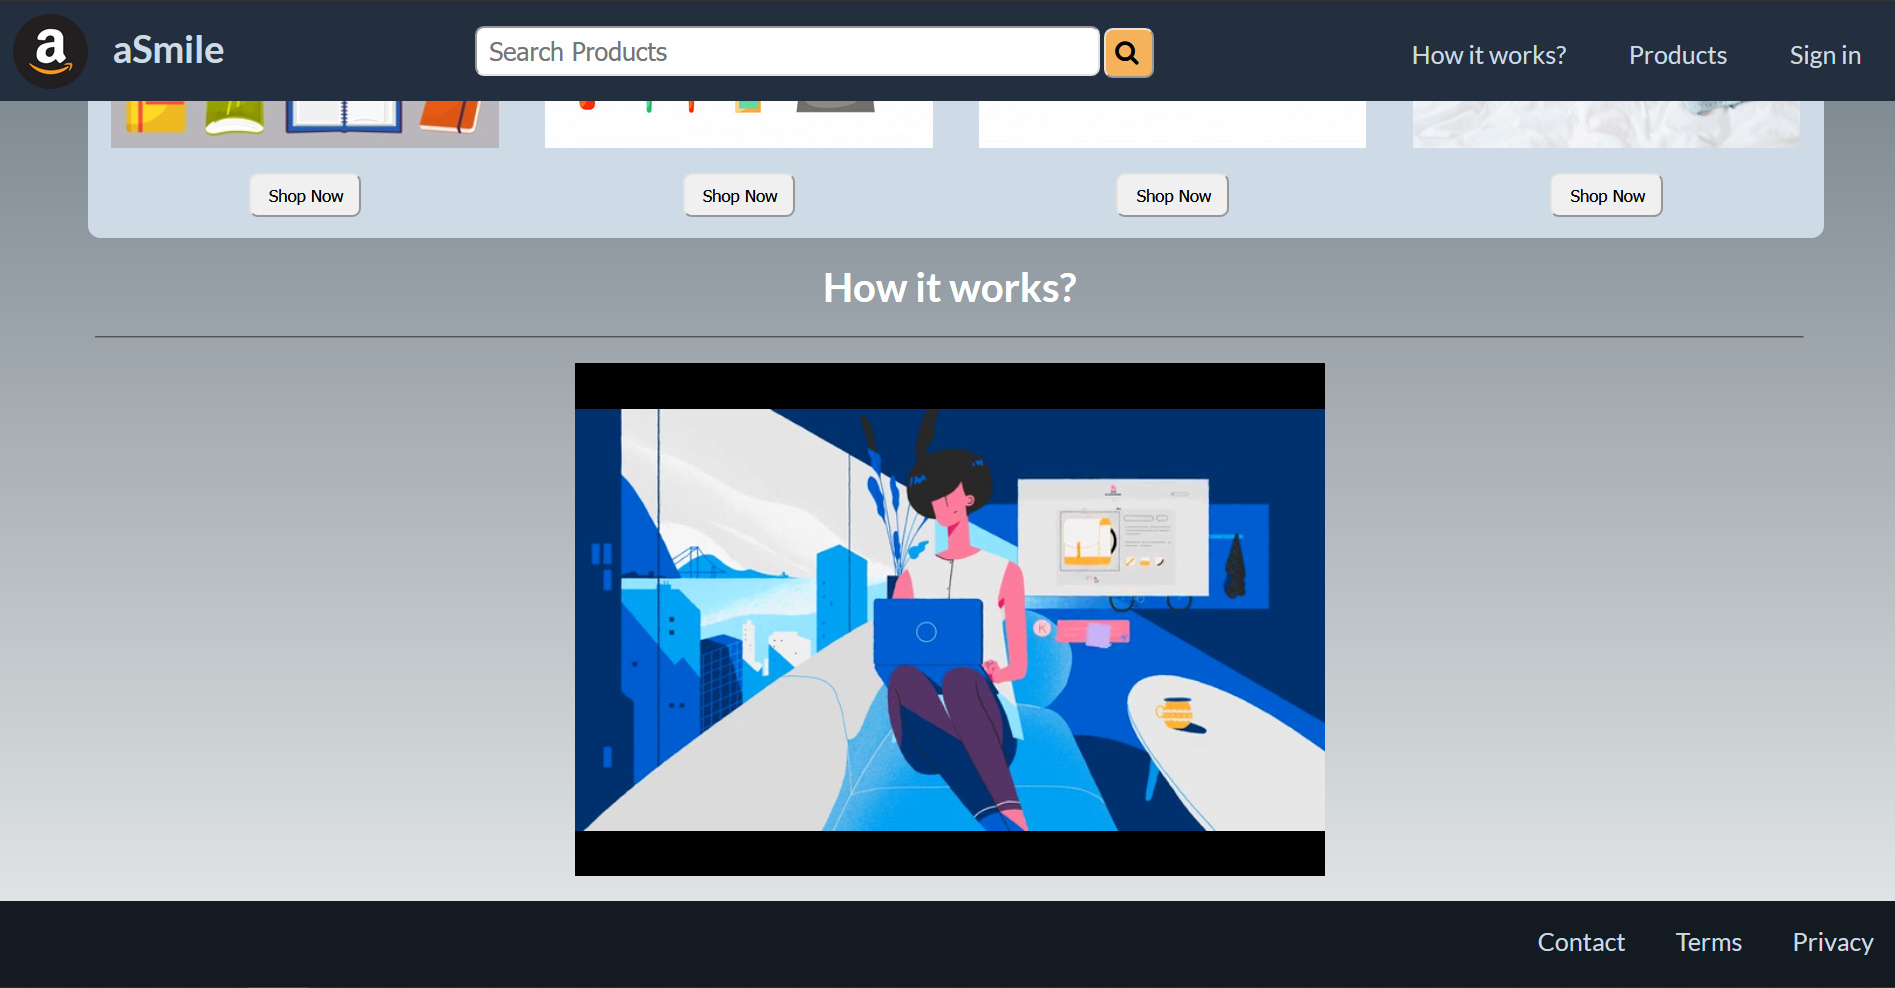 a
aSmile
Search Products
How it works?
Products
Sign in
Shop Now
Shop Now
Shop Now
Shop Now
How it works?
K
Contact
Terms
Privacy